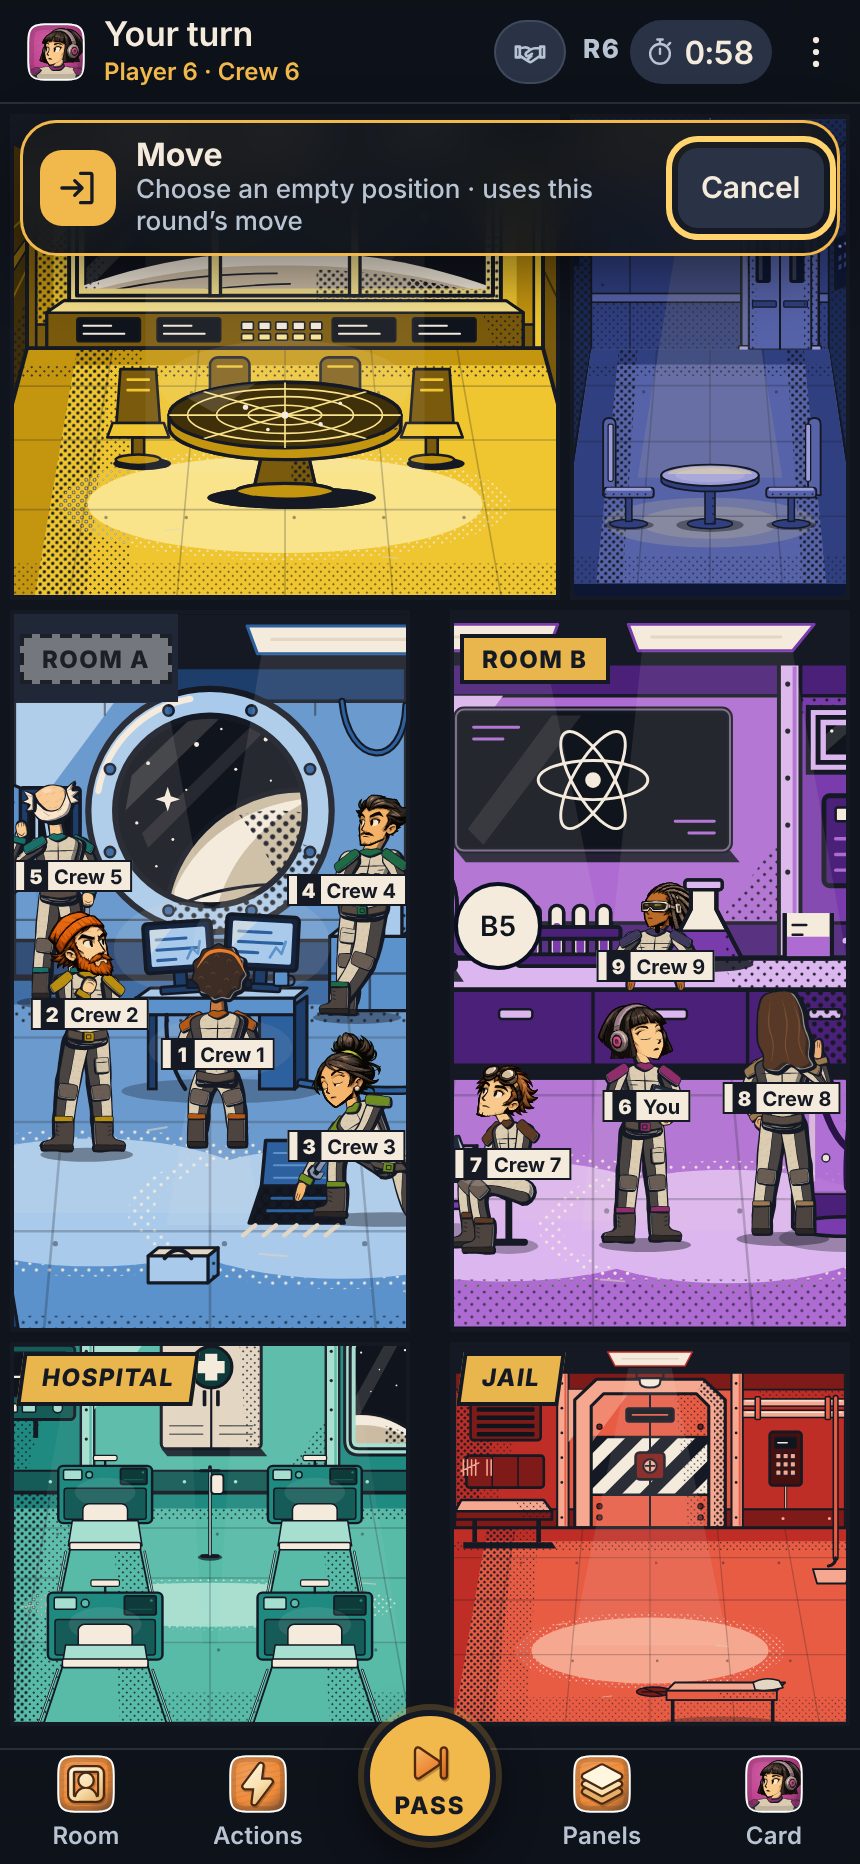 Your turn
Player 6 · Crew 6
R6
0:58
Move
Choose an empty position · uses this
round's move
Cancel
ROOM A
ROOM B
5 Crew 5
4 Crew 4
B5
9 Crew 9
2 Crew 2
1 Crew 1
6 You
8 Crew 8
3 Crew 3
7 Crew 7
HOSPITAL
JAIL
PASS
Room
Actions
Panels
Card